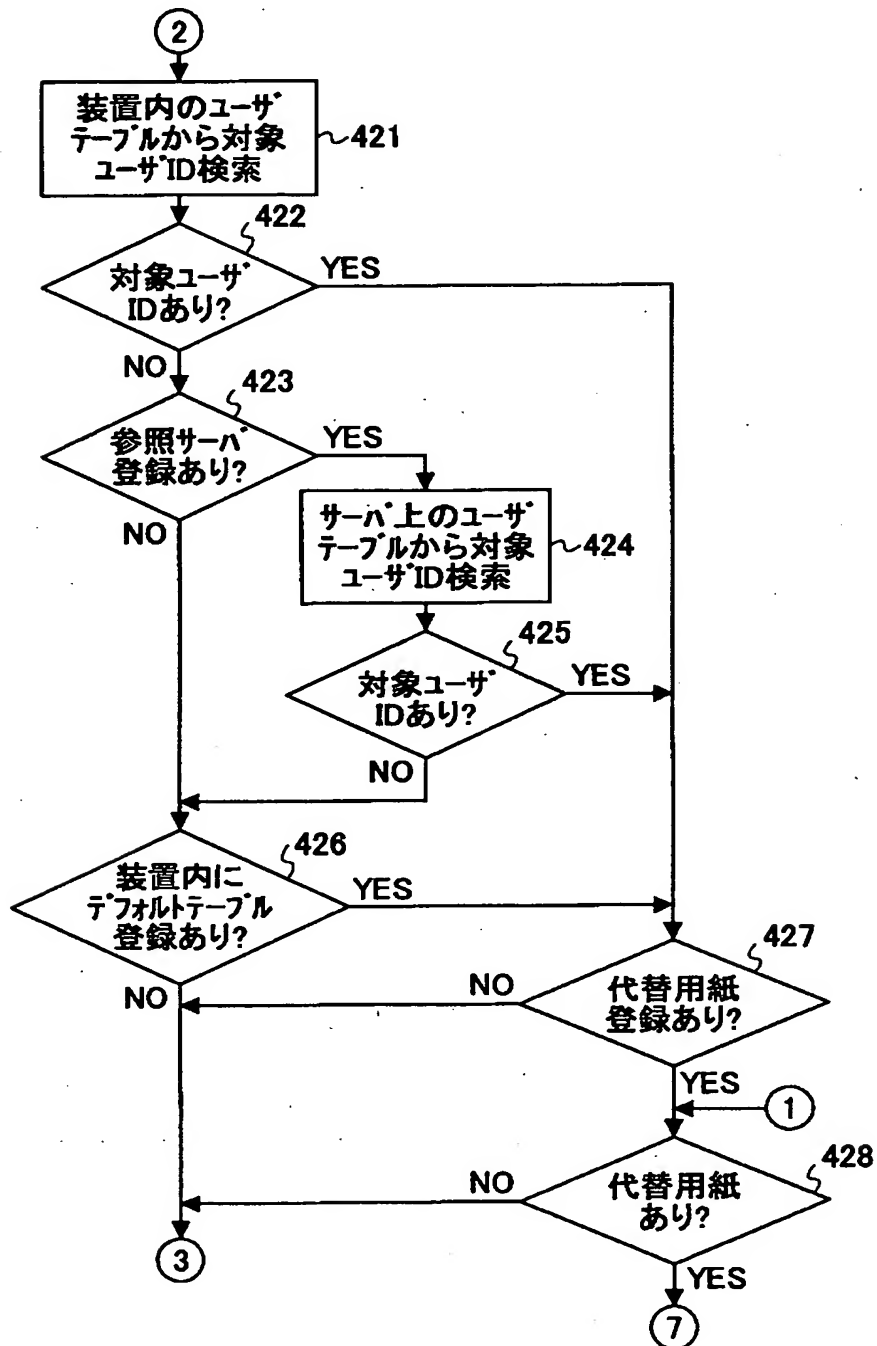 2
装置内のユーザ
テーブルから対象
ユーザID検索
421
422
対象ユーザ
IDあり?
YES
NO
423
参照サーバ
登録あり?
YES
NO
サーバ上のユーザ
テーブルから対象
ユーザID検索
424
425
対象ユーザ
IDあり?
YES
NO
426
装置内に
デフォルトテーブル
登録あり?
YES
NO
427
代替用紙
登録あり?
NO
YES
1
428
代替用紙
あり?
NO
YES
3
7